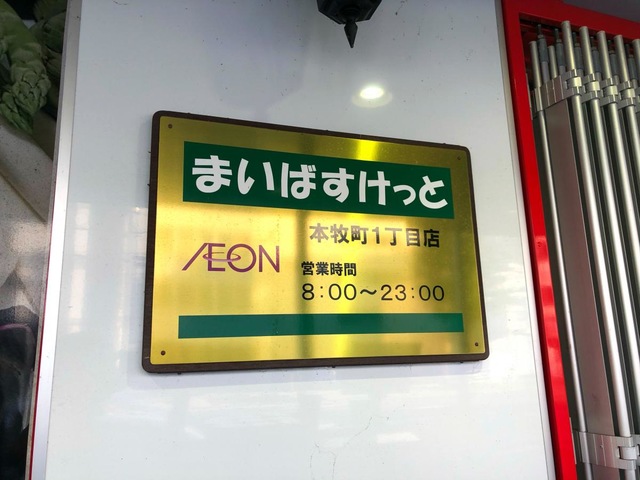 まいばすけっと
本牧町1丁目店
ÆON
営業時間
8:00～23:00